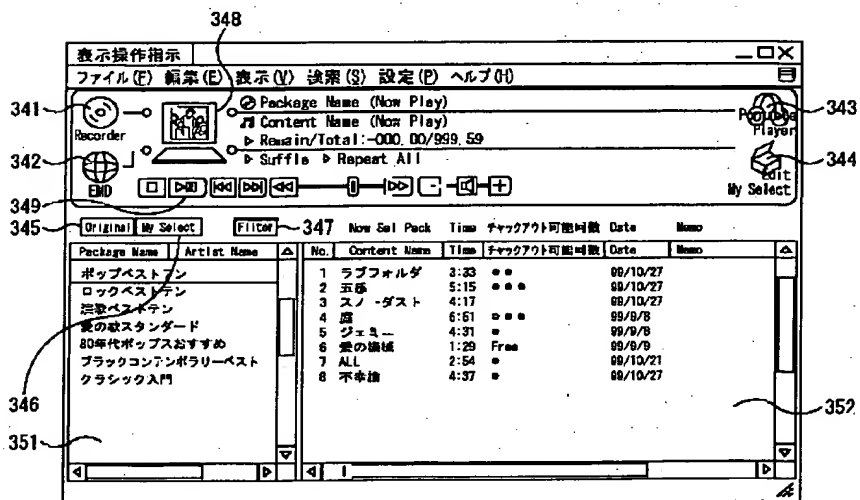 348
表示操作指示
ファイル(F) 編集(E) 表示(V) 検索(S) 設定(P) ヘルプ(H)
341
Recorder
342
EMD
Package Name (Now Play)
Content Name (Now Play)
Remain/Total:-000.00/999.59
Suffle Repeat All
343
Player
344
Edit
My Select
349
345
Original My Select Filter 347 Now Sel Pack Time チャックアウト可能回数 Date Memo
Package Name Artist Name
ポップベストテン
ロックベストテン
演歌ベストテン
愛の歌スタンダード
80年代ポップスおすすめ
ブラックコンテンポラリーベスト
クラシック入門
346
351
No. Content Name Time チャックアウト可能回数 Date Memo
1 ラブフォルダ 3:33 99/10/27
2 5:15 99/10/27
3 スノーダスト 4:17 99/10/27
4 6:51 99/9/8
5 ジェミー 4:31 99/9/8
6 愛の 1:29 Free 99/9/9
7 ALL 2:54 99/10/21
8 4:37 99/10/27
352